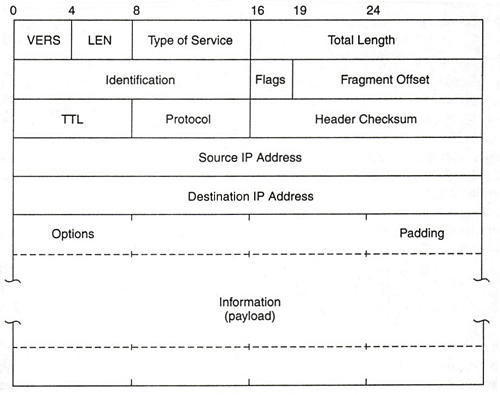 0 4 8 16 19 24
VERS LEN Type of Service Total Length
Identification Flags Fragment Offset
TTL Protocol Header Checksum
Source IP Address
Destination IP Address
Options Padding
Information
(payload)